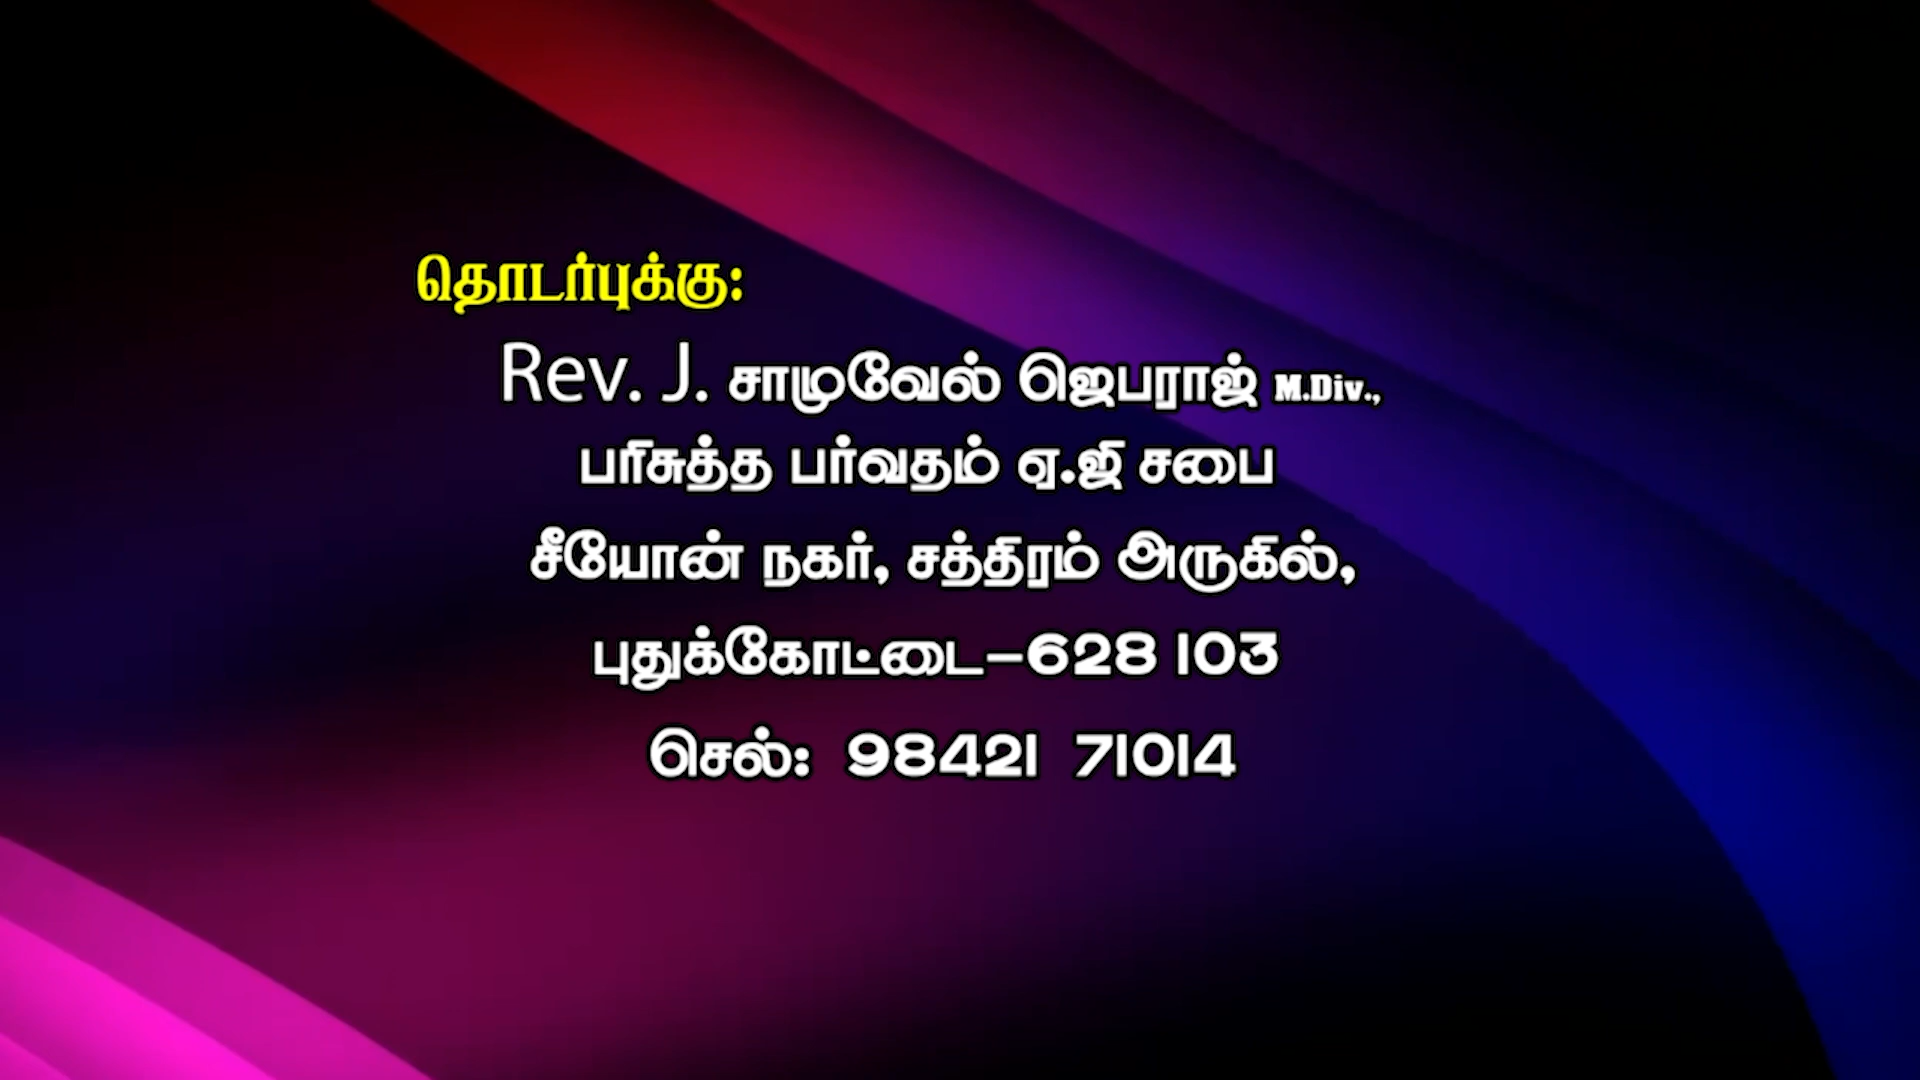 தொடர்புக்கு:
Rev. J. சாமுவேல் ஜெபராஜ் M.Div.,
பரிசுத்த பர்வதம் ஏ.ஜி சபை
சீயோன் நகர், சத்திரம் அருகில்,
புதுக்கோட்டை-628 103
செல்: 98421 71014